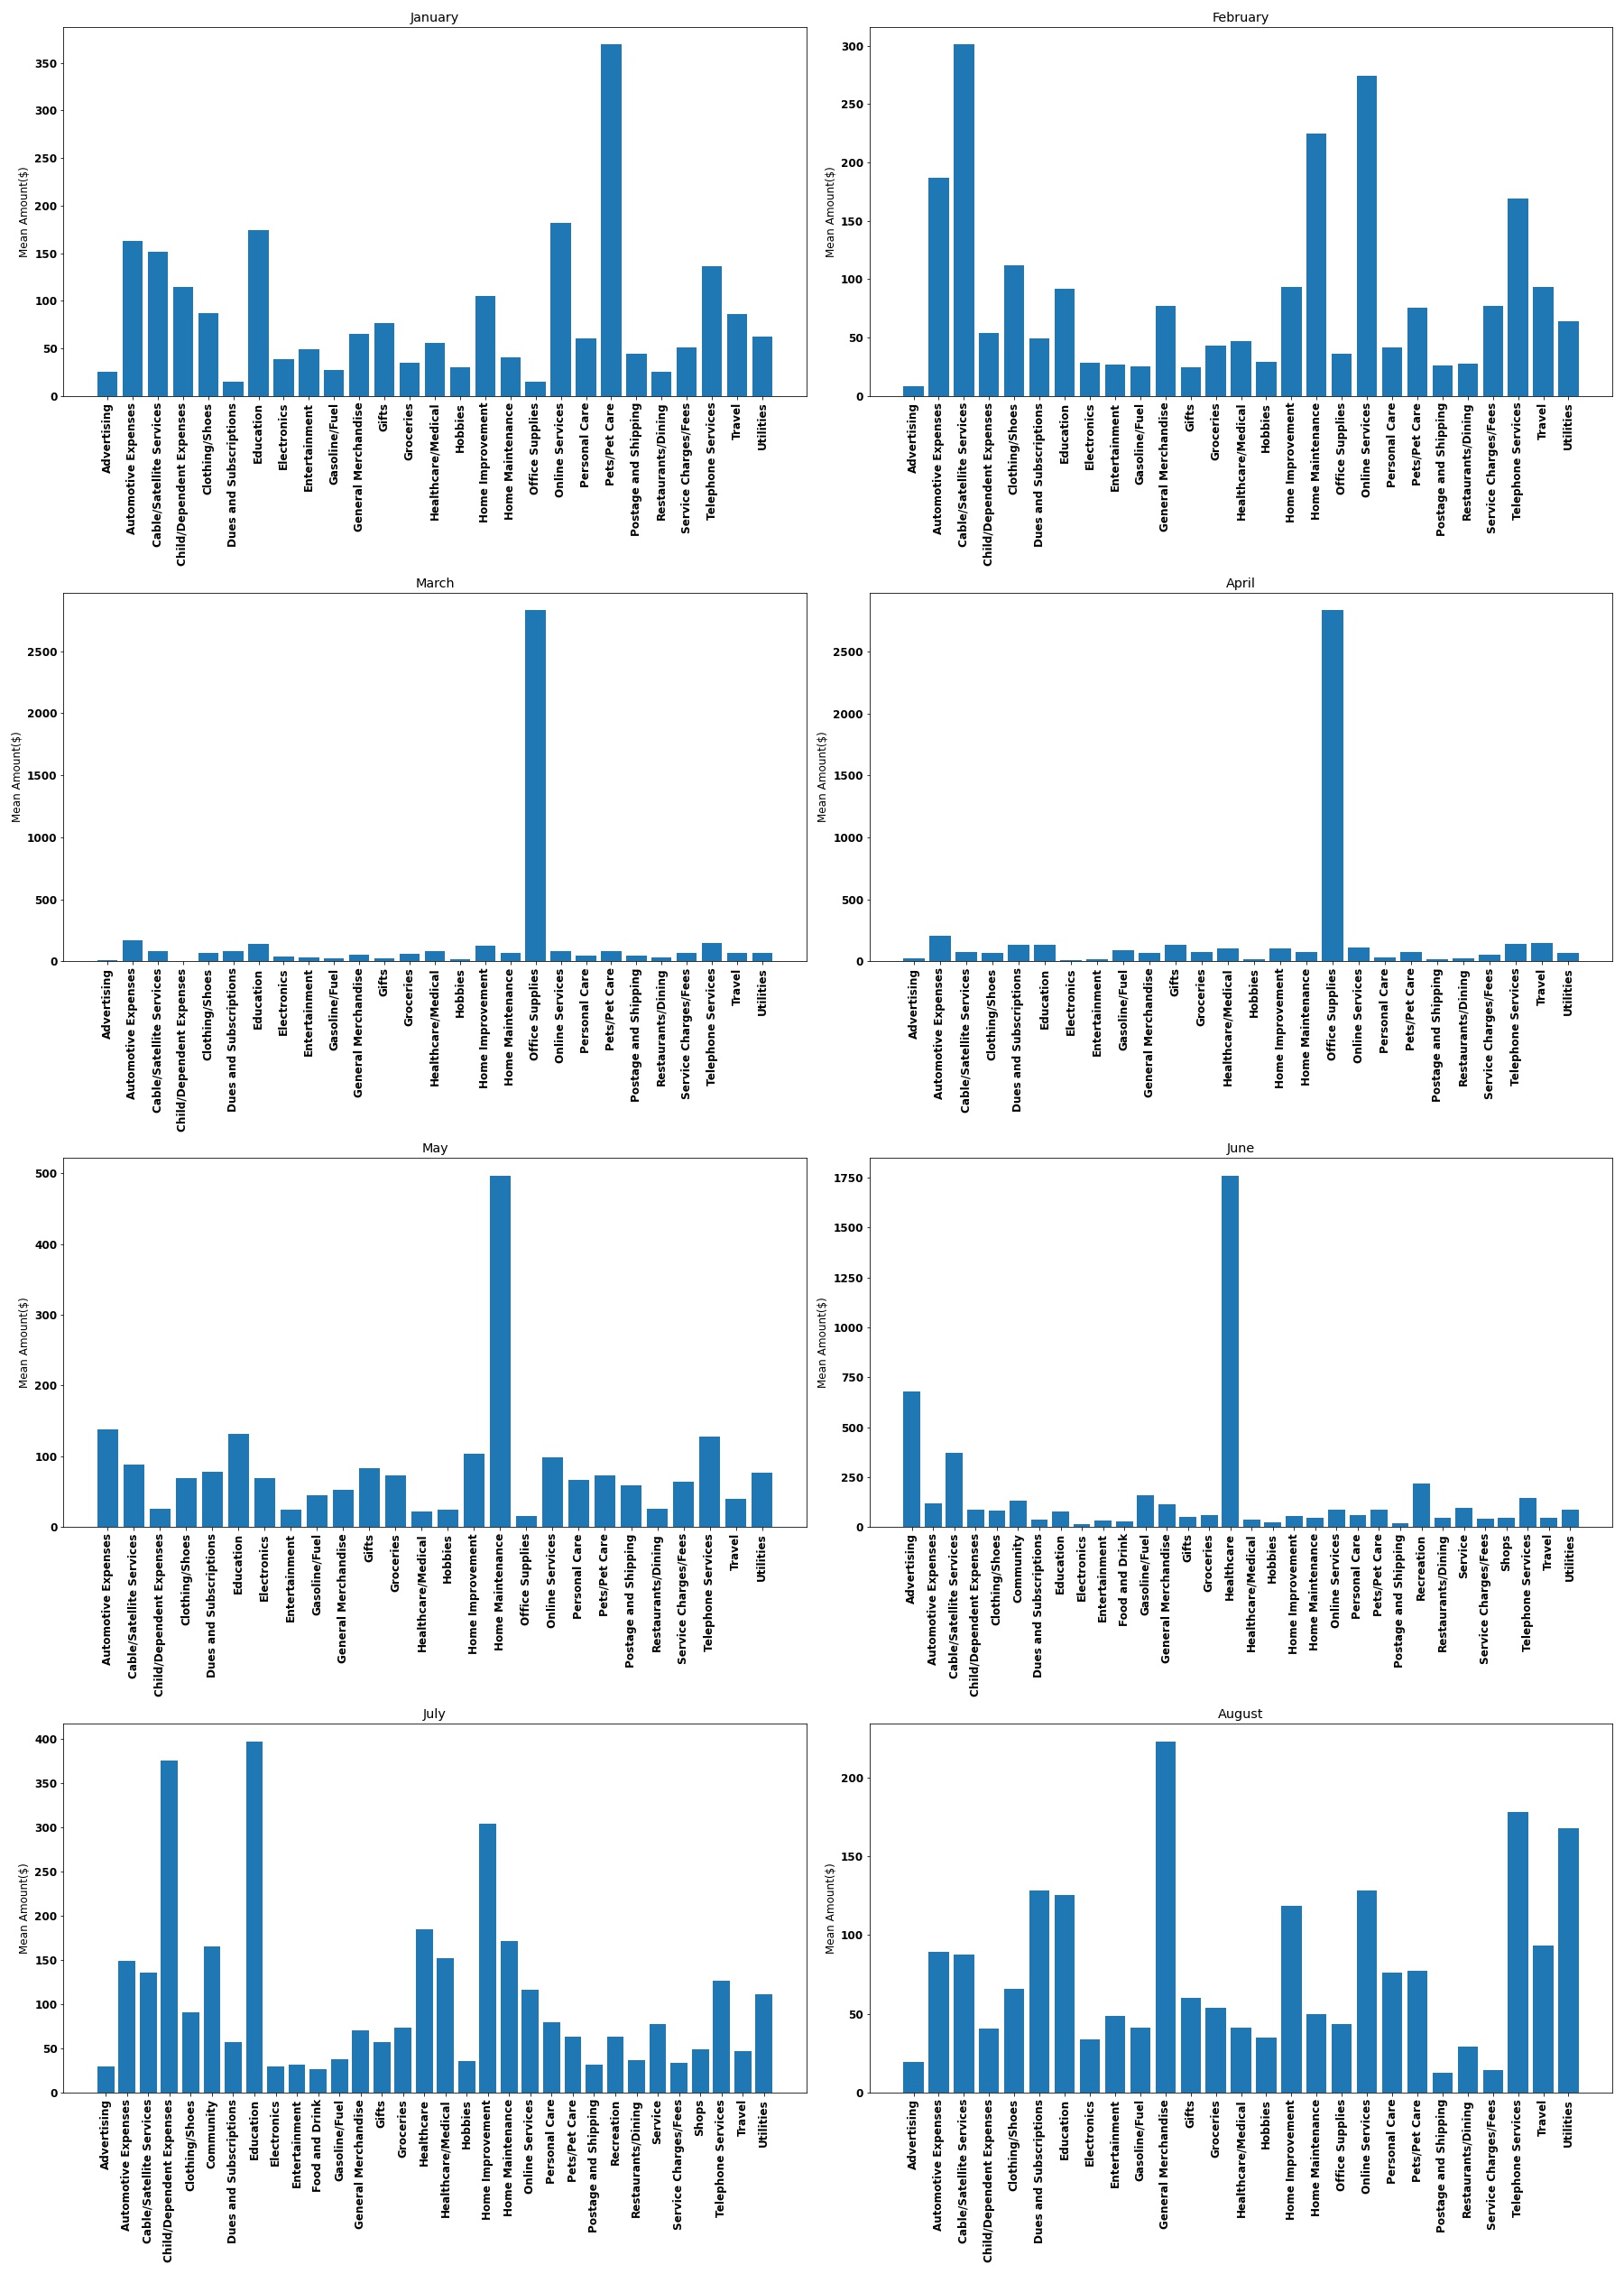 January
Mean Amount($)
350
300
250
200
150
100
50
0
Advertising
Automotive Expenses
Cable/Satellite Services
Child/Dependent Expenses
Clothing/Shoes
Dues and Subscriptions
Education
Electronics
Entertainment
Gasoline/Fuel
General Merchandise
Gifts
Groceries
Healthcare/Medical
Hobbies
Home Improvement
Home Maintenance
Office Supplies
Online Services
Personal Care
Pets/Pet Care
Postage and Shipping
Restaurants/Dining
Service Charges/Fees
Telephone Services
Travel
Utilities
February
Mean Amount($)
300
250
200
150
100
50
0
Advertising
Automotive Expenses
Cable/Satellite Services
Child/Dependent Expenses
Clothing/Shoes
Dues and Subscriptions
Education
Electronics
Entertainment
Gasoline/Fuel
General Merchandise
Gifts
Groceries
Healthcare/Medical
Hobbies
Home Improvement
Home Maintenance
Office Supplies
Online Services
Personal Care
Pets/Pet Care
Postage and Shipping
Restaurants/Dining
Service Charges/Fees
Telephone Services
Travel
Utilities
March
Mean Amount($)
2500
2000
1500
1000
500
0
Advertising
Automotive Expenses
Cable/Satellite Services
Child/Dependent Expenses
Clothing/Shoes
Dues and Subscriptions
Education
Electronics
Entertainment
Gasoline/Fuel
General Merchandise
Gifts
Groceries
Healthcare/Medical
Hobbies
Home Improvement
Home Maintenance
Office Supplies
Online Services
Personal Care
Pets/Pet Care
Postage and Shipping
Restaurants/Dining
Service Charges/Fees
Telephone Services
Travel
Utilities
April
Mean Amount($)
2500
2000
1500
1000
500
0
Advertising
Automotive Expenses
Cable/Satellite Services
Clothing/Shoes
Dues and Subscriptions
Education
Electronics
Entertainment
Gasoline/Fuel
General Merchandise
Gifts
Groceries
Healthcare/Medical
Hobbies
Home Improvement
Home Maintenance
Office Supplies
Online Services
Personal Care
Pets/Pet Care
Postage and Shipping
Restaurants/Dining
Service Charges/Fees
Telephone Services
Travel
Utilities
May
Mean Amount($)
500
400
300
200
100
0
Automotive Expenses
Cable/Satellite Services
Child/Dependent Expenses
Clothing/Shoes
Dues and Subscriptions
Education
Electronics
Entertainment
Gasoline/Fuel
General Merchandise
Gifts
Groceries
Healthcare/Medical
Hobbies
Home Improvement
Home Maintenance
Office Supplies
Online Services
Personal Care
Pets/Pet Care
Postage and Shipping
Restaurants/Dining
Service Charges/Fees
Telephone Services
Travel
Utilities
June
Mean Amount($)
1750
1500
1250
1000
750
500
250
0
Advertising
Automotive Expenses
Cable/Satellite Services
Child/Dependent Expenses
Clothing/Shoes
Community
Dues and Subscriptions
Education
Electronics
Entertainment
Food and Drink
Gasoline/Fuel
General Merchandise
Gifts
Groceries
Healthcare
Healthcare/Medical
Hobbies
Home Improvement
Home Maintenance
Online Services
Personal Care
Pets/Pet Care
Postage and Shipping
Recreation
Restaurants/Dining
Service
Service Charges/Fees
Shops
Telephone Services
Travel
Utilities
July
Mean Amount($)
400
350
300
250
200
150
100
50
0
Advertising
Automotive Expenses
Cable/Satellite Services
Child/Dependent Expenses
Clothing/Shoes
Community
Dues and Subscriptions
Education
Electronics
Entertainment
Food and Drink
Gasoline/Fuel
General Merchandise
Gifts
Groceries
Healthcare
Healthcare/Medical
Hobbies
Home Improvement
Home Maintenance
Online Services
Personal Care
Pets/Pet Care
Postage and Shipping
Recreation
Restaurants/Dining
Service
Service Charges/Fees
Shops
Telephone Services
Travel
Utilities
August
Mean Amount($)
200
150
100
50
0
Advertising
Automotive Expenses
Cable/Satellite Services
Child/Dependent Expenses
Clothing/Shoes
Dues and Subscriptions
Education
Electronics
Entertainment
Gasoline/Fuel
General Merchandise
Gifts
Groceries
Healthcare/Medical
Hobbies
Home Improvement
Home Maintenance
Office Supplies
Online Services
Personal Care
Pets/Pet Care
Postage and Shipping
Restaurants/Dining
Service Charges/Fees
Telephone Services
Travel
Utilities